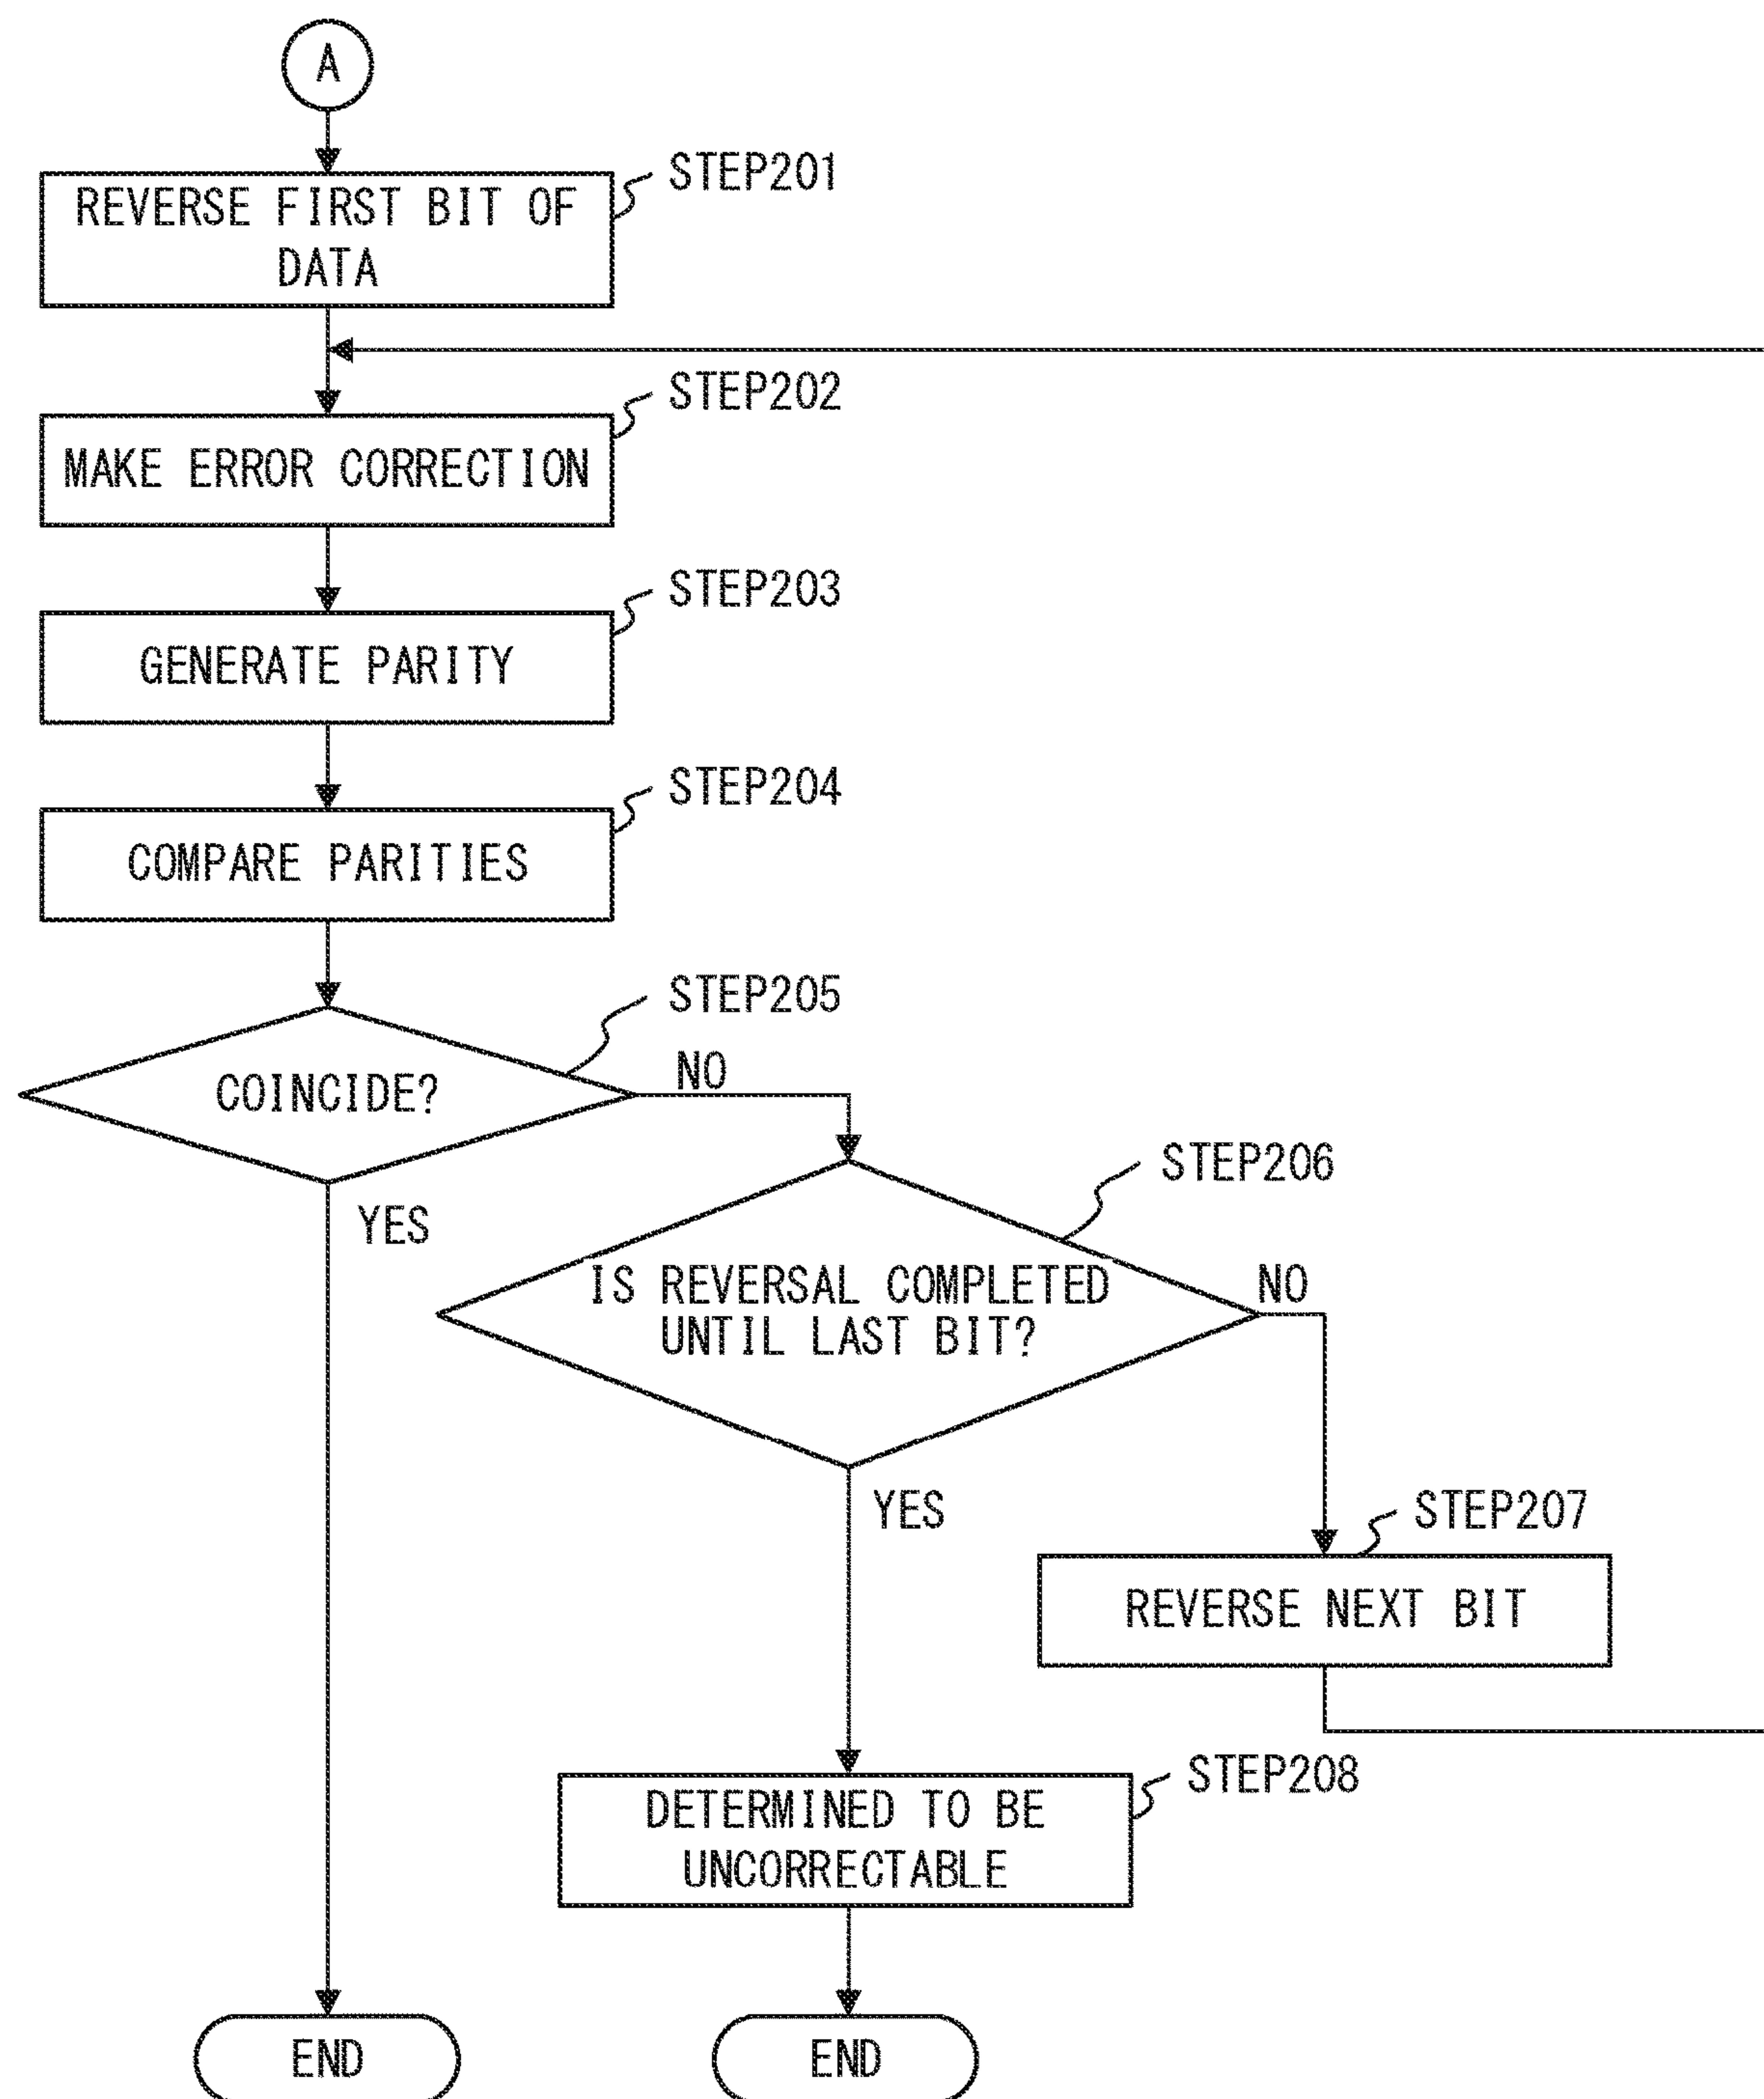 A
STEP201
REVERSE FIRST BIT OF
DATA
STEP202
MAKE ERROR CORRECTION
STEP203
GENERATE PARITY
STEP204
COMPARE PARITIES
STEP205
COINCIDE?
NO
YES
STEP206
IS REVERSAL COMPLETED
UNTIL LAST BIT?
NO
YES
STEP207
REVERSE NEXT BIT
STEP208
DETERMINED TO BE
UNCORRECTABLE
END
END